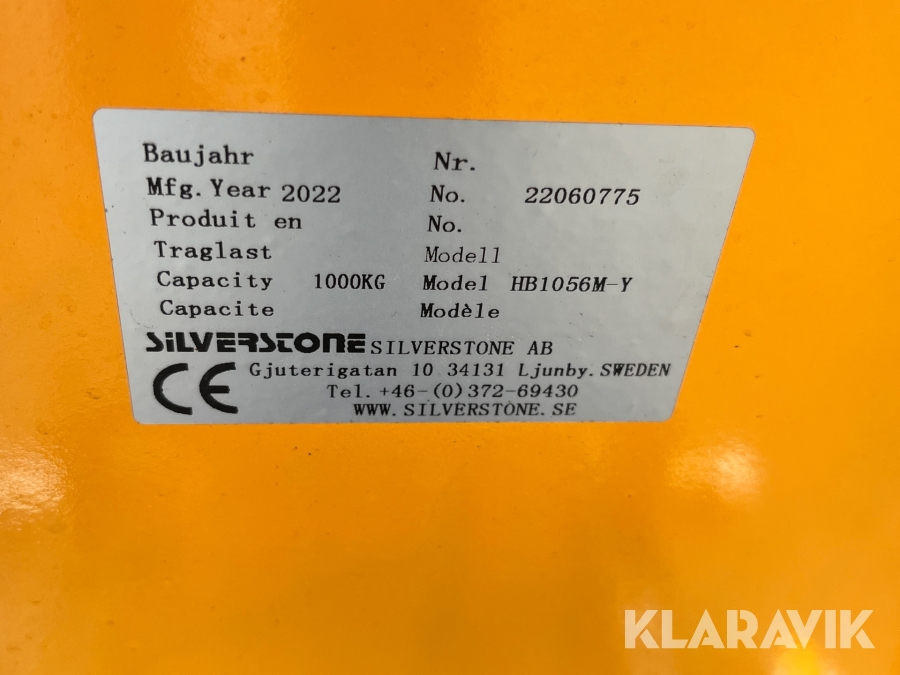 Baujahr Nr.
Mfg. Year 2022 No. 22060775
Produit en No.
Traglast Modell
Capacity 1000KG Model HB1056M-Y
Capacite Modèle
SILVERSTONE SILVERSTONE AB
CE Gjuterigatan 10 34131 Ljunby. SWEDEN
Tel. +46-(0)372-69430
WWW. SILVERSTONE. SE
KLARAVIK